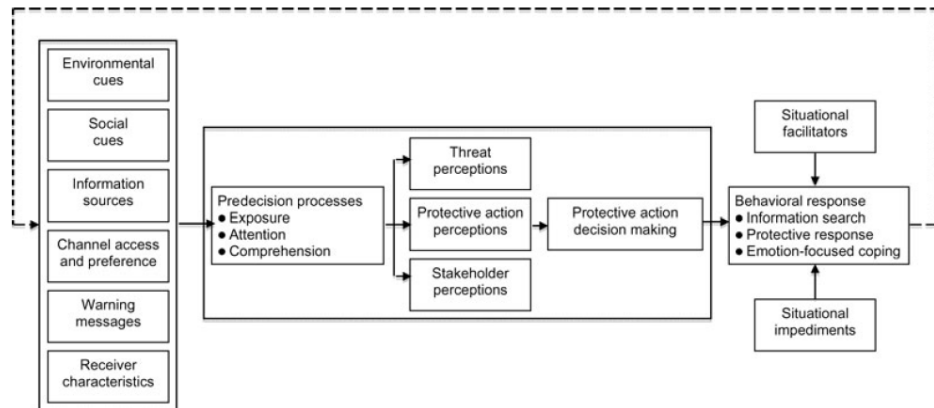 Environmental
cues
Social
cues
Information
sources
Channel access
and preference
Warning
messages
Receiver
characteristics
Predecision processes
● Exposure
● Attention
● Comprehension
Threat
perceptions
Protective action
perceptions
Stakeholder
perceptions
Protective action
decision making
Situational
facilitators
Behavioral response
● Information search
● Protective response
● Emotion-focused coping
Situational
impediments